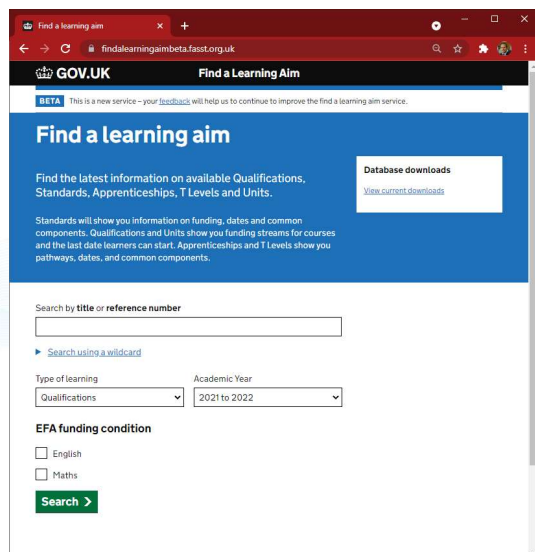 Find a learning aim
findalearningaimbeta.fasst.org.uk
GOV.UK
Find a Learning Aim
BETA This is a new service – your feedback will help us to continue to improve the find a learning aim service.
Find a learning aim
Find the latest information on available Qualifications,
Standards, Apprenticeships, T Levels and Units.
Standards will show you information on funding, dates and common
components. Qualifications and Units show you funding streams for courses
and the last date learners can start. Apprenticeships and T Levels show you
pathways, dates, and common components.
Database downloads
View current downloads
Search by title or reference number
Search using a wildcard
Type of learning
Academic Year
Qualifications
2021 to 2022
EFA funding condition
English
Maths
Search